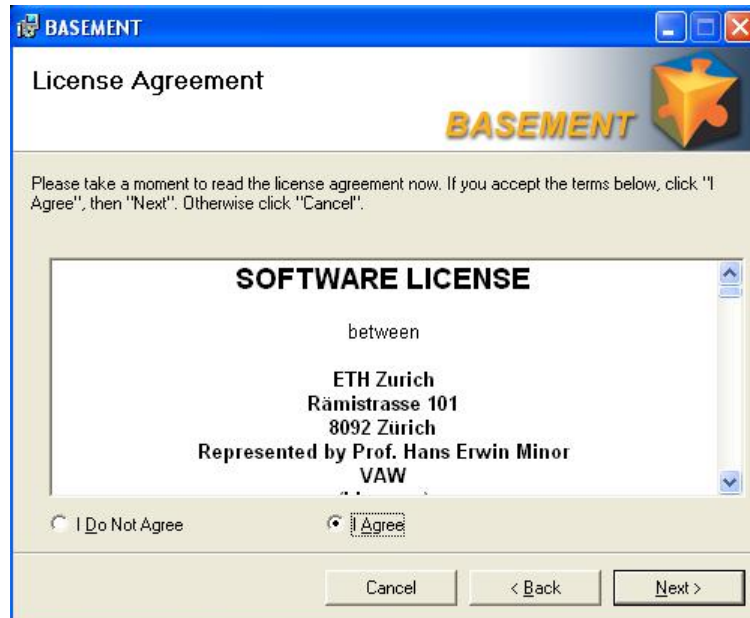 BASEMENT
License Agreement
BASEMENT
Please take a moment to read the license agreement now. If you accept the terms below, click "I
Agree", then "Next". Otherwise click "Cancel".
SOFTWARE LICENSE
between
ETH Zurich
Rämistrasse 101
8092 Zürich
Represented by Prof. Hans Erwin Minor
VAW
I Do Not Agree
I Agree
Cancel
< Back
Next >